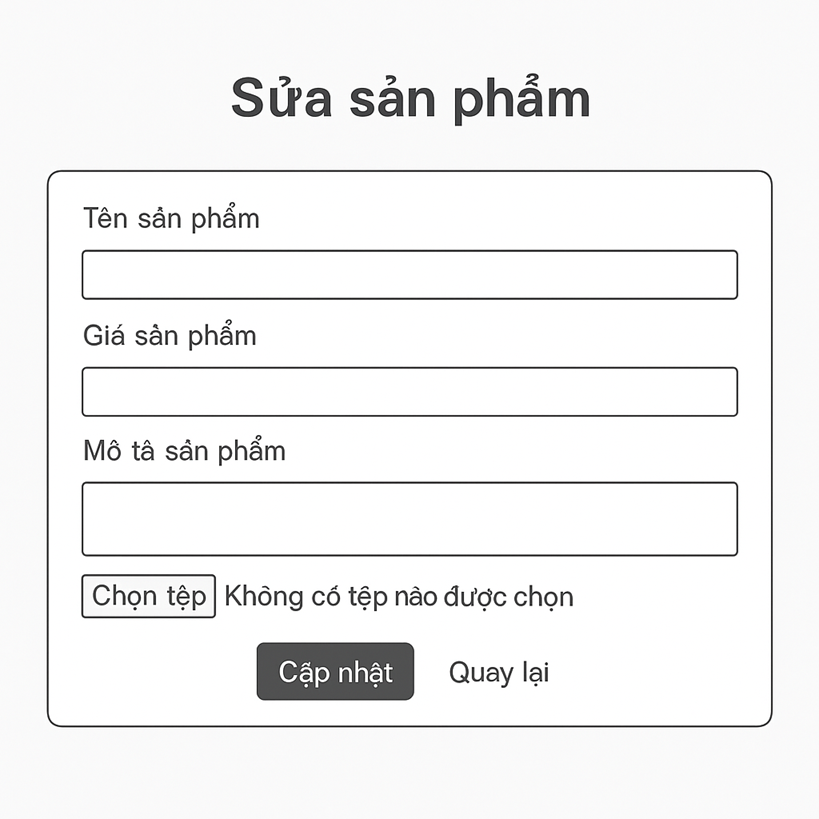 Sửa sản phẩm
Tên sản phẩm
Giá sản phẩm
Mô tâ sản phẩm
Chọn tệp Không có tệp nào được chọn
Cập nhật Quay lại